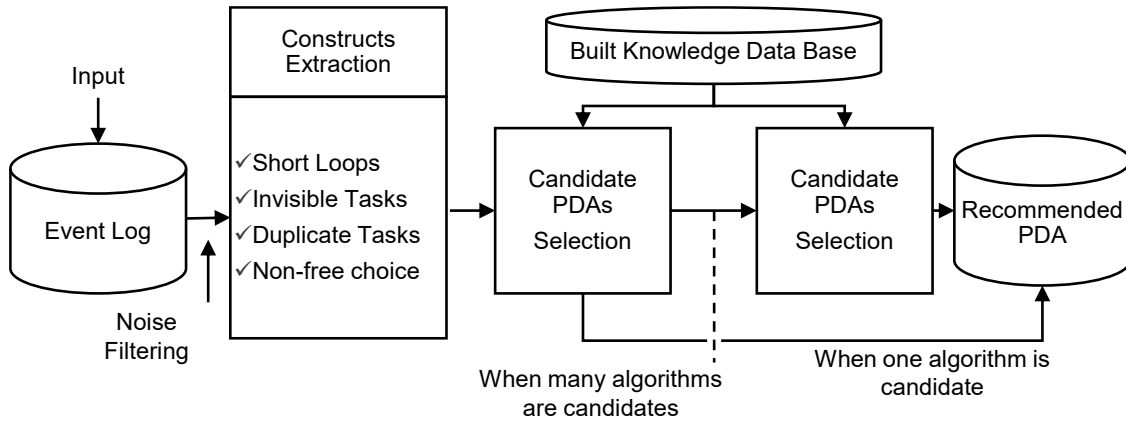 Input
Event Log
Noise
Filtering
Constructs
Extraction
✓Short Loops
✓Invisible Tasks
✓Duplicate Tasks
✓Non-free choice
Built Knowledge Data Base
Candidate
PDAs
Selection
When many algorithms
are candidates
Candidate
PDAs
Selection
When one algorithm is
candidate
Recommended
PDA